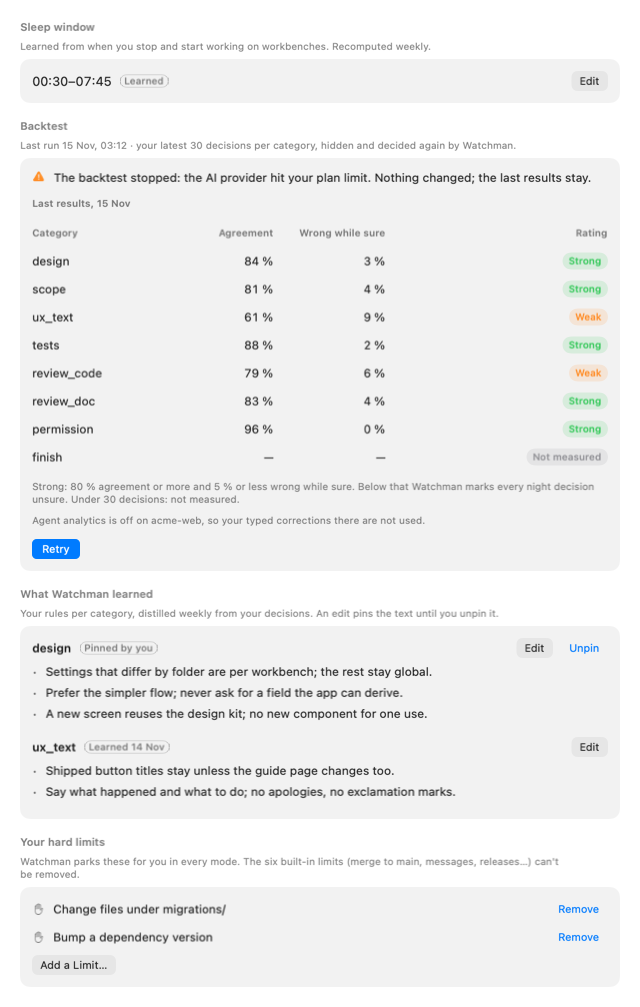 Sleep window
Learned from when you stop and start working on workbenches. Recomputed weekly.
00:30–07:45 Learned Edit
Backtest
Last run 15 Nov, 03:12 · your latest 30 decisions per category, hidden and decided again by Watchman.
The backtest stopped: the AI provider hit your plan limit. Nothing changed; the last results stay.
Last results, 15 Nov
Category Agreement Wrong while sure Rating
design 84 % 3 % Strong
scope 81 % 4 % Strong
ux_text 61 % 9 % Weak
tests 88 % 2 % Strong
review_code 79 % 6 % Weak
review_doc 83 % 4 % Strong
permission 96 % 0 % Strong
finish — — Not measured
Strong: 80 % agreement or more and 5 % or less wrong while sure. Below that Watchman marks every night decision
unsure. Under 30 decisions: not measured.
Agent analytics is off on acme-web, so your typed corrections there are not used.
Retry
What Watchman learned
Your rules per category, distilled weekly from your decisions. An edit pins the text until you unpin it.
design Pinned by you Edit Unpin
· Settings that differ by folder are per workbench; the rest stay global.
· Prefer the simpler flow; never ask for a field the app can derive.
· A new screen reuses the design kit; no new component for one use.
ux_text Learned 14 Nov Edit
· Shipped button titles stay unless the guide page changes too.
· Say what happened and what to do; no apologies, no exclamation marks.
Your hard limits
Watchman parks these for you in every mode. The six built-in limits (merge to main, messages, releases…) can't
be removed.
Change files under migrations/ Remove
Bump a dependency version Remove
Add a Limit…